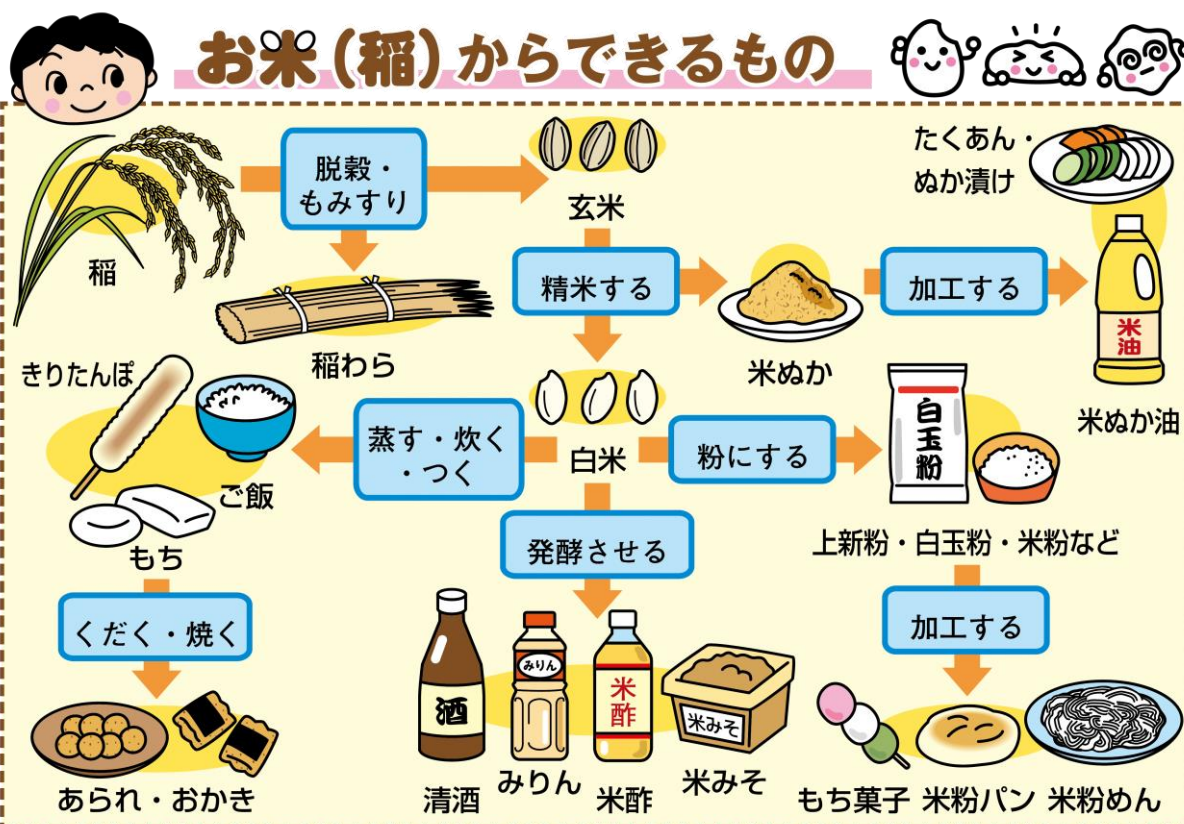 お米(稲)からできるもの
稲
脱穀・
もみすり
玄米
稲わら
精米する
米ぬか
加工する
たくあん・
ぬか漬け
米油
米ぬか油
白米
蒸す・炊く
・つく
きりたんぽ
ご飯
もち
くだく・焼く
あられ・おかき
発酵させる
酒
みりん
米酢
米みそ
清酒
みりん
米酢
米みそ
粉にする
白玉粉
上新粉・白玉粉・米粉など
加工する
もち菓子
米粉パン
米粉めん